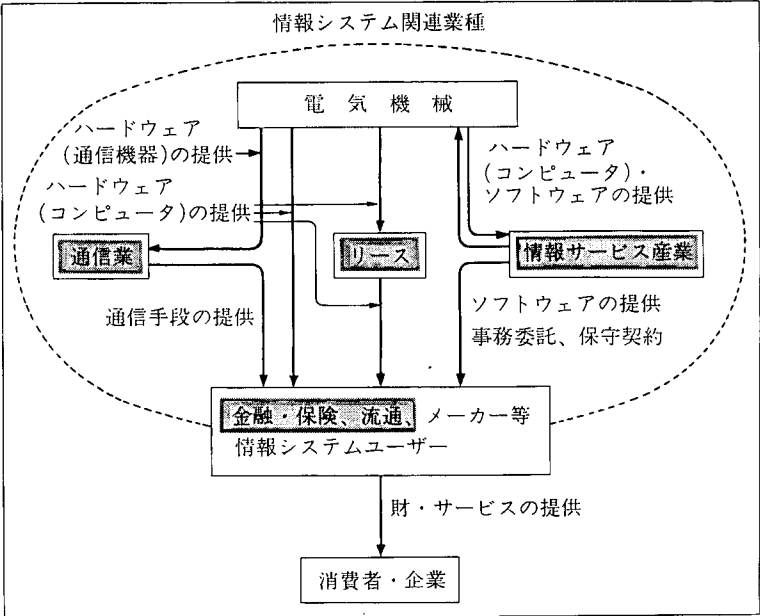 情報システム関連業種
電気機械
ハードウェア
(通信機器)の提供
ハードウェア
(コンピュータ)の提供
ハードウェア
(コンピュータ)・
ソフトウェアの提供
通信業
リース
情報サービス産業
通信手段の提供
ソフトウェアの提供
事務委託、保守契約
金融・保険、流通、メーカー等
情報システムユーザー
財・サービスの提供
消費者・企業